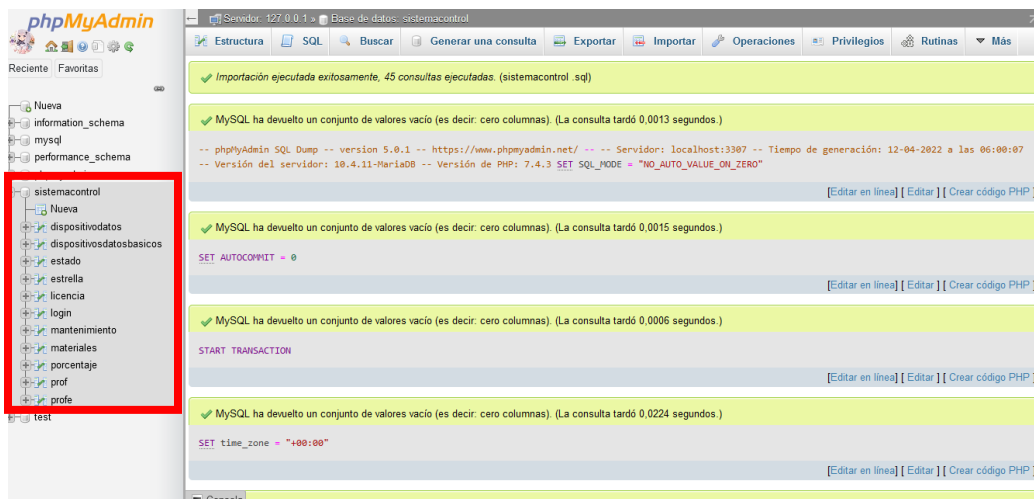 phpMyAdmin
Reciente Favoritas
Nueva
information_schema
mysql
performance_schema
sistemacontrol
Nueva
dispositivodatos
dispositivosdatosbasicos
estado
estrella
licencia
login
mantenimiento
materiales
porcentaje
prof
profe
test
Servidor: 127.0.0.1 » Base de datos: sistemacontrol
Estructura SQL Buscar Generar una consulta Exportar Importar Operaciones Privilegios Rutinas Más
Importación ejecutada exitosamente, 45 consultas ejecutadas. (sistemacontrol .sql)
MySQL ha devuelto un conjunto de valores vacío (es decir: cero columnas). (La consulta tardó 0,0013 segundos.)
-- phpMyAdmin SQL Dump -- version 5.0.1 -- https://www.phpmyadmin.net/ -- -- Servidor: localhost:3307 -- Tiempo de generación: 12-04-2022 a las 06:00:07
-- Versión del servidor: 10.4.11-MariaDB -- Versión de PHP: 7.4.3 SET SQL_MODE = "NO_AUTO_VALUE_ON_ZERO"
[Editar en línea] [ Editar ] [ Crear código PHP ]
MySQL ha devuelto un conjunto de valores vacío (es decir: cero columnas). (La consulta tardó 0,0015 segundos.)
SET AUTOCOMMIT = 0
[Editar en línea] [ Editar ] [ Crear código PHP ]
MySQL ha devuelto un conjunto de valores vacío (es decir: cero columnas). (La consulta tardó 0,0006 segundos.)
START TRANSACTION
[Editar en línea] [ Editar ] [ Crear código PHP ]
MySQL ha devuelto un conjunto de valores vacío (es decir: cero columnas). (La consulta tardó 0,0224 segundos.)
SET time_zone = "+00:00"
[Editar en línea] [ Editar ] [ Crear código PHP ]
Consola